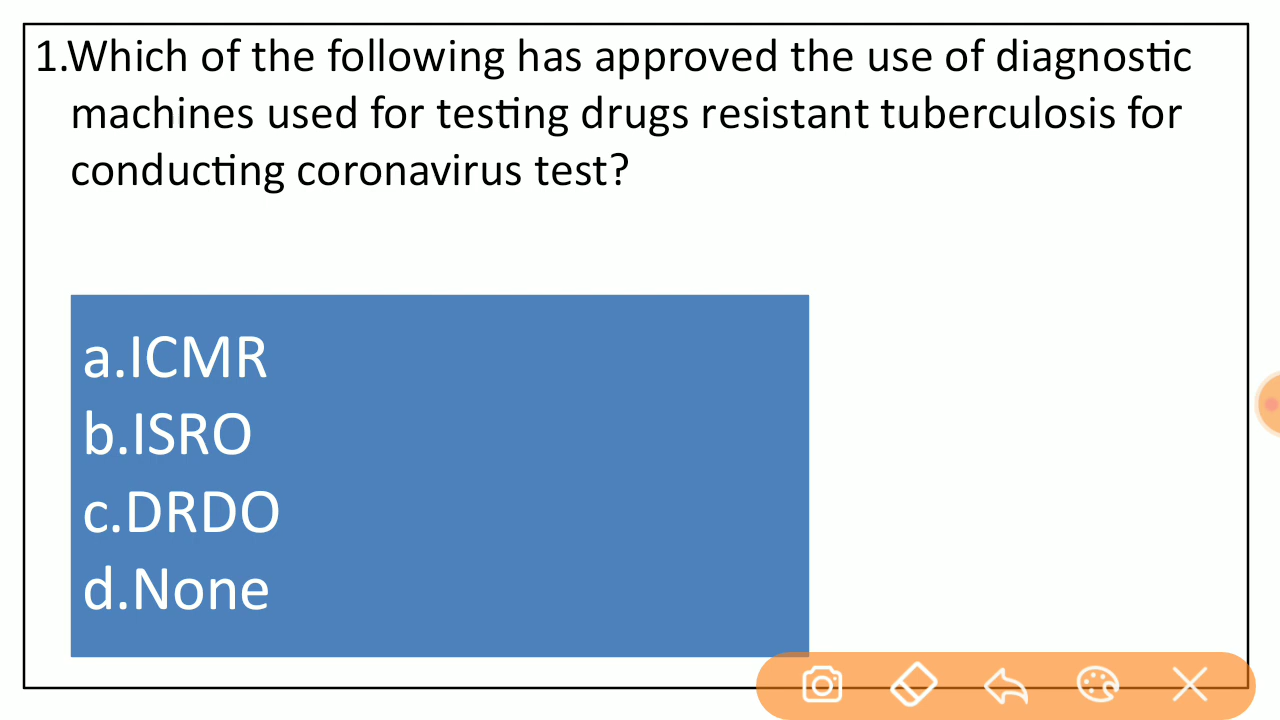 1.Which of the following has approved the use of diagnostic
machines used for testing drugs resistant tuberculosis for
conducting coronavirus test?
a.ICMR
b.ISRO
c.DRDO
d.None